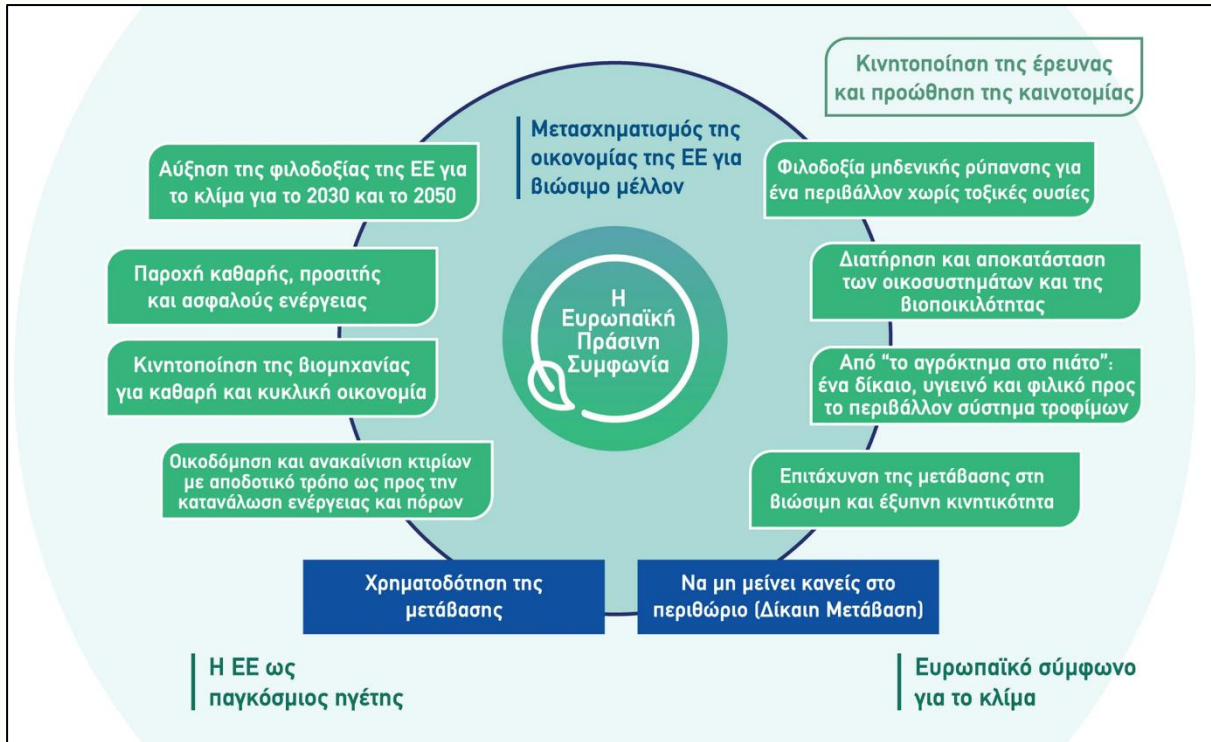 Κινητοποίηση της έρευνας
και προώθηση της καινοτομίας
Μετασχηματισμός της
οικονομίας της ΕΕ για
βιώσιμο μέλλον
Αύξηση της φιλοδοξίας της ΕΕ για
το κλίμα για το 2030 και το 2050
Παροχή καθαρής, προσιτής
και ασφαλούς ενέργειας
Κινητοποίηση της βιομηχανίας
για καθαρή και κυκλική οικονομία
Οικοδόμηση και ανακαίνιση κτιρίων
με αποδοτικό τρόπο ως προς την
κατανάλωση ενέργειας και πόρων
Η
Ευρωπαϊκή
Πράσινη
Συμφωνία
Φιλοδοξία μηδενικής ρύπανσης για
ένα περιβάλλον χωρίς τοξικές ουσίες
Διατήρηση και αποκατάσταση
των οικοσυστημάτων και της
βιοποικιλότητας
Από “το αγρόκτημα στο πιάτο”:
ένα δίκαιο, υγιεινό και φιλικό προς
το περιβάλλον σύστημα τροφίμων
Επιτάχυνση της μετάβασης στη
βιώσιμη και έξυπνη κινητικότητα
Χρηματοδότηση της
μετάβασης
Να μη μείνει κανείς στο
περιθώριο (Δίκαιη Μετάβαση)
Η ΕΕ ως
παγκόσμιος ηγέτης
Ευρωπαϊκό σύμφωνο
για το κλίμα